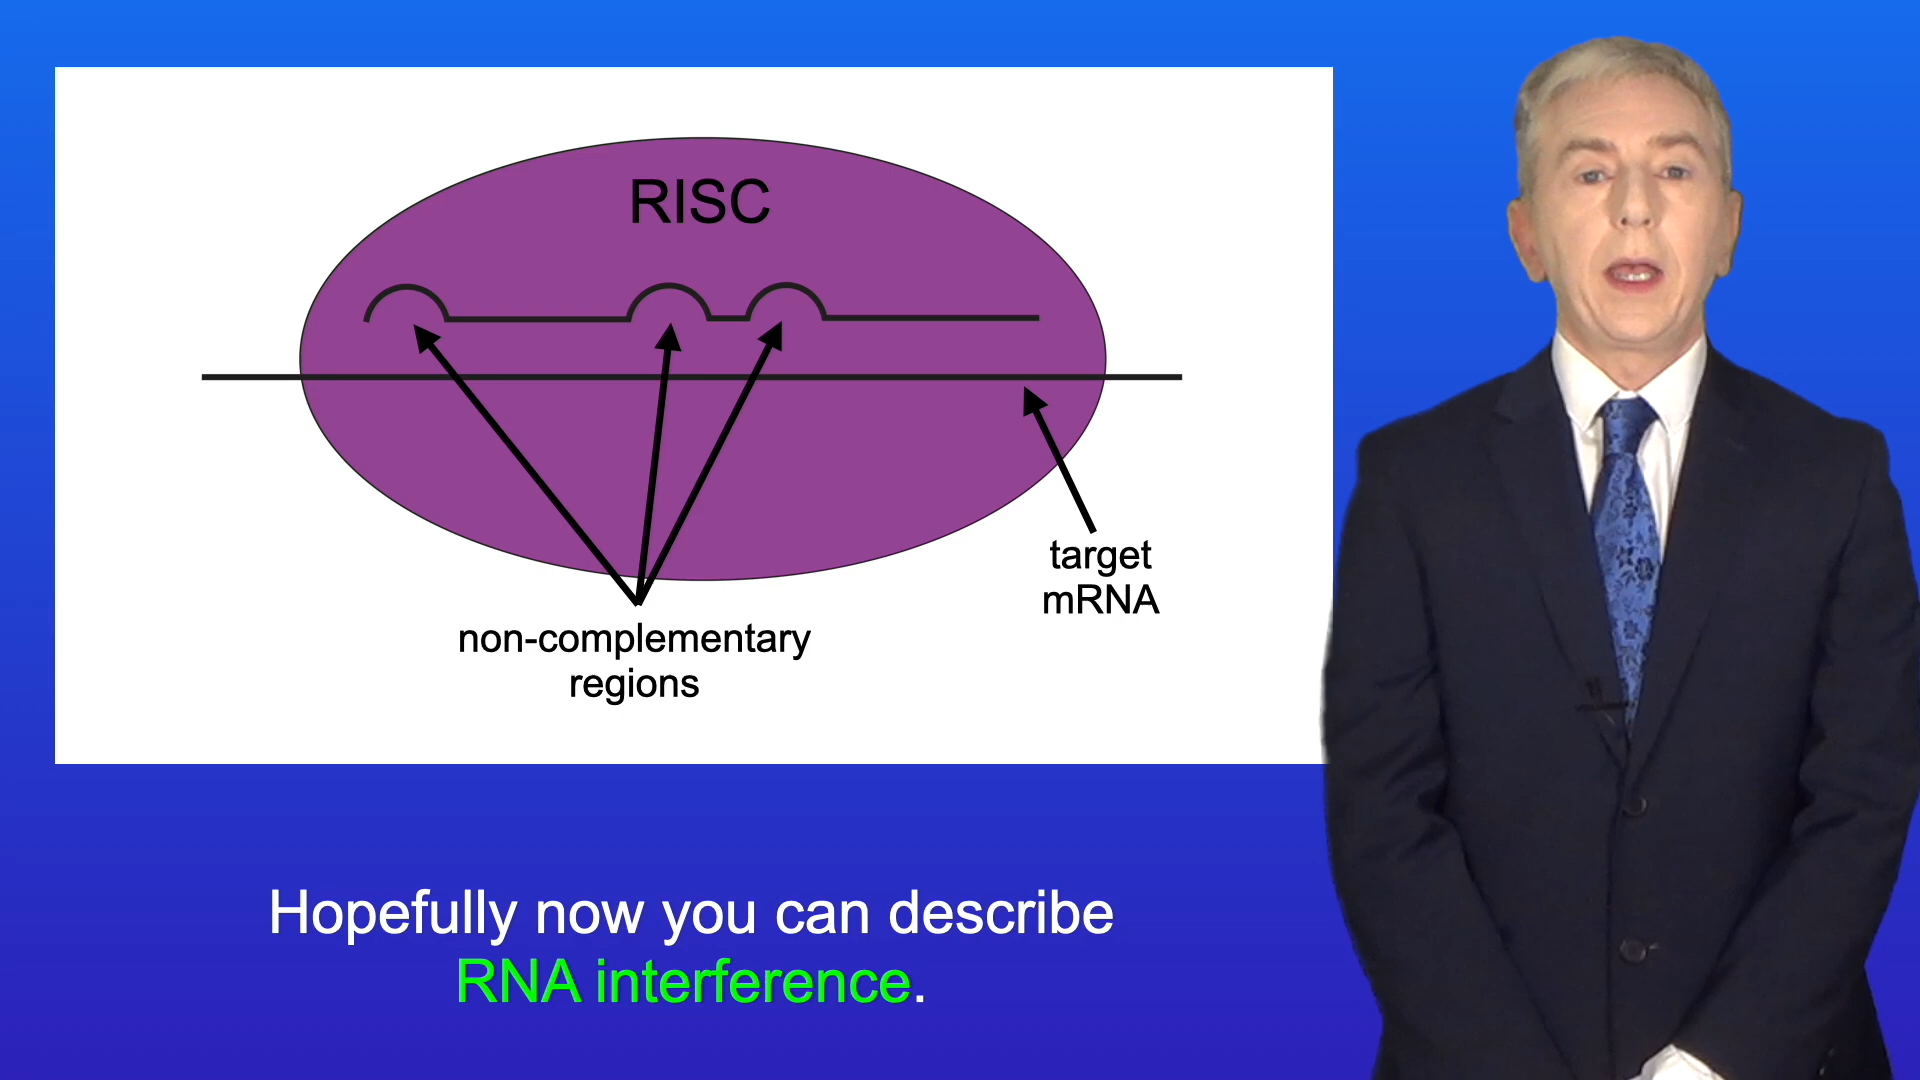 RISC
target
mRNA
non-complementary
regions
Hopefully now you can describe
RNA interference.